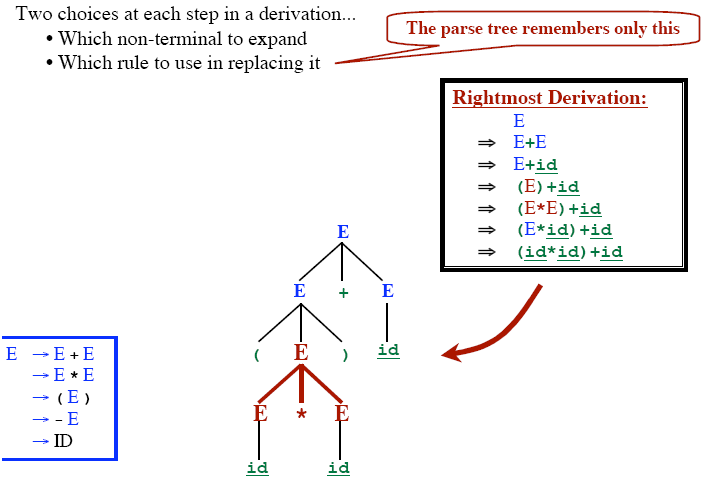 Two choices at each step in a derivation...
• Which non-terminal to expand
• Which rule to use in replacing it
The parse tree remembers only this
Rightmost Derivation:
E
⇒ E+E
⇒ E+id
⇒ (E)+id
⇒ (E*E)+id
⇒ (E*id)+id
⇒ (id*id)+id
E
E + E
( E ) id
E * E
id id
E → E + E
→ E * E
→ ( E )
→ - E
→ ID